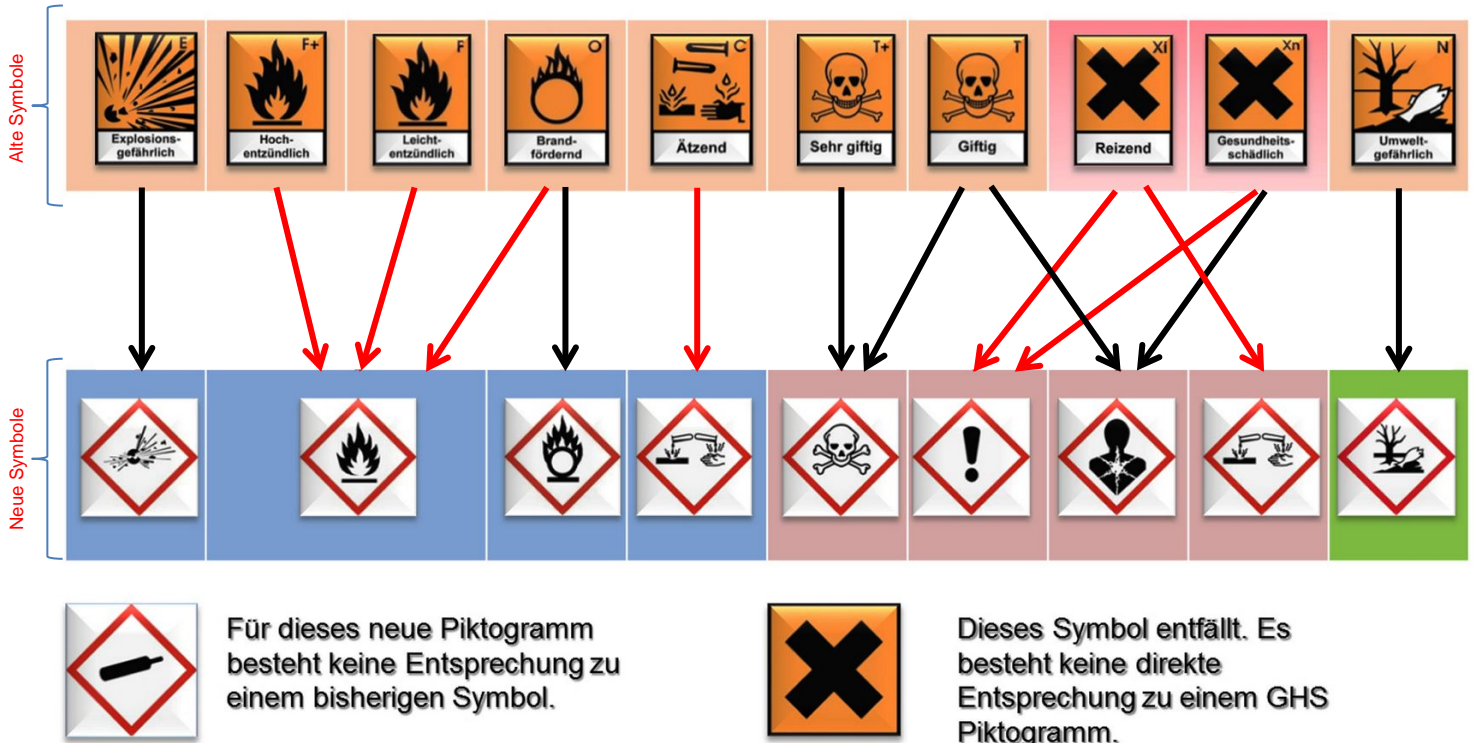 Alte Symbole
E
Explosions-
gefährlich
F+
Hoch-
entzündlich
F
Leicht-
entzündlich
O
Brand-
fördernd
C
Ätzend
T+
Sehr giftig
T
Giftig
Xi
Reizend
Xn
Gesundheits-
schädlich
N
Umwelt-
gefährlich
Neue Symbole
Für dieses neue Piktogramm
besteht keine Entsprechung zu
einem bisherigen Symbol.
Dieses Symbol entfällt. Es
besteht keine direkte
Entsprechung zu einem GHS
Piktogramm.